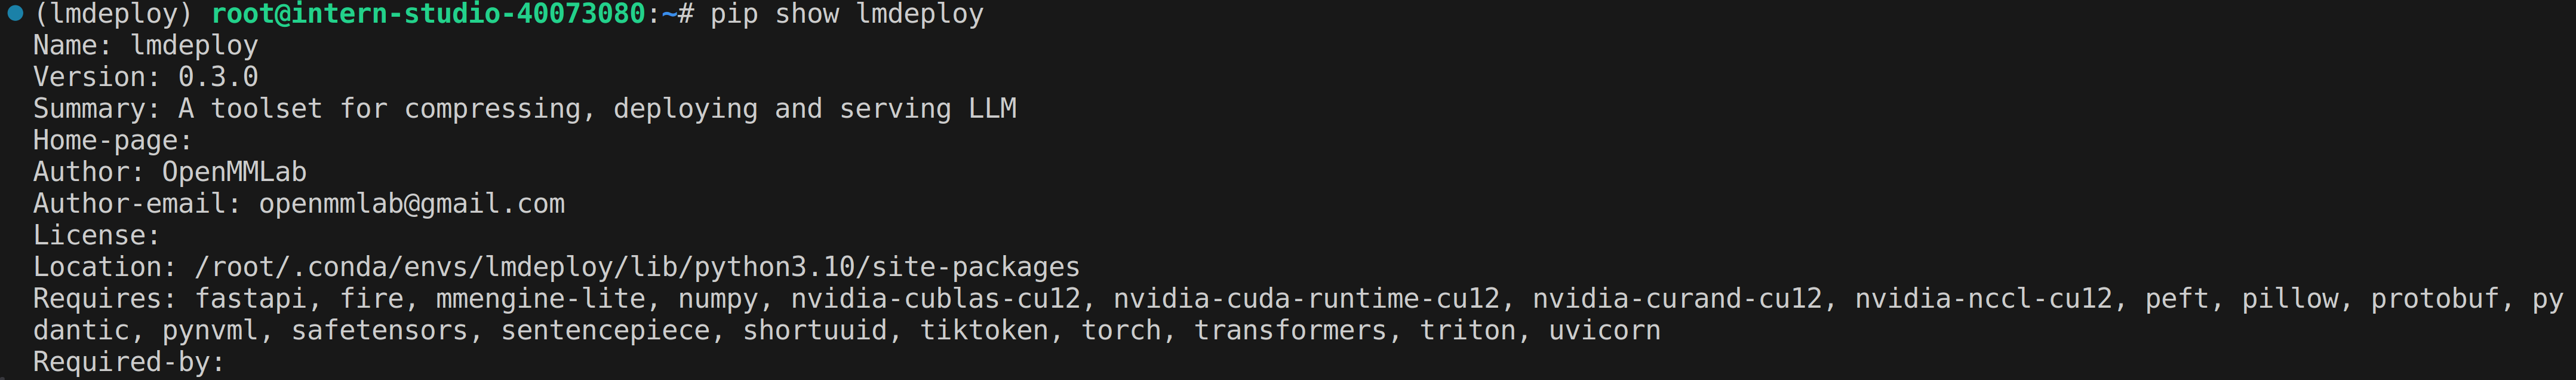 (lmdeploy) root@intern-studio-40073080:~# pip show lmdeploy
Name: lmdeploy
Version: 0.3.0
Summary: A toolset for compressing, deploying and serving LLM
Home-page:
Author: OpenMMLab
Author-email: openmmlab@gmail.com
License:
Location: /root/.conda/envs/lmdeploy/lib/python3.10/site-packages
Requires: fastapi, fire, mmengine-lite, numpy, nvidia-cublas-cu12, nvidia-cuda-runtime-cu12, nvidia-curand-cu12, nvidia-nccl-cu12, peft, pillow, protobuf, py
dantic, pynvml, safetensors, sentencepiece, shortuuid, tiktoken, torch, transformers, triton, uvicorn
Required-by: